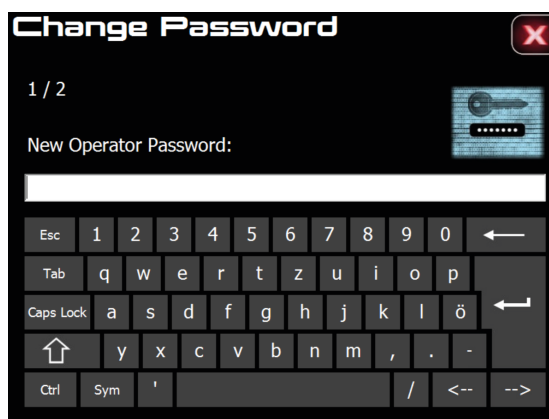 Change Password
X
1 / 2
New Operator Password:
Esc 1 2 3 4 5 6 7 8 9 0
Tab q w e r t z u i o p
Caps Lock a s d f g h j k l ö
y x c v b n m , . -
Ctrl Sym ' / <-- -->